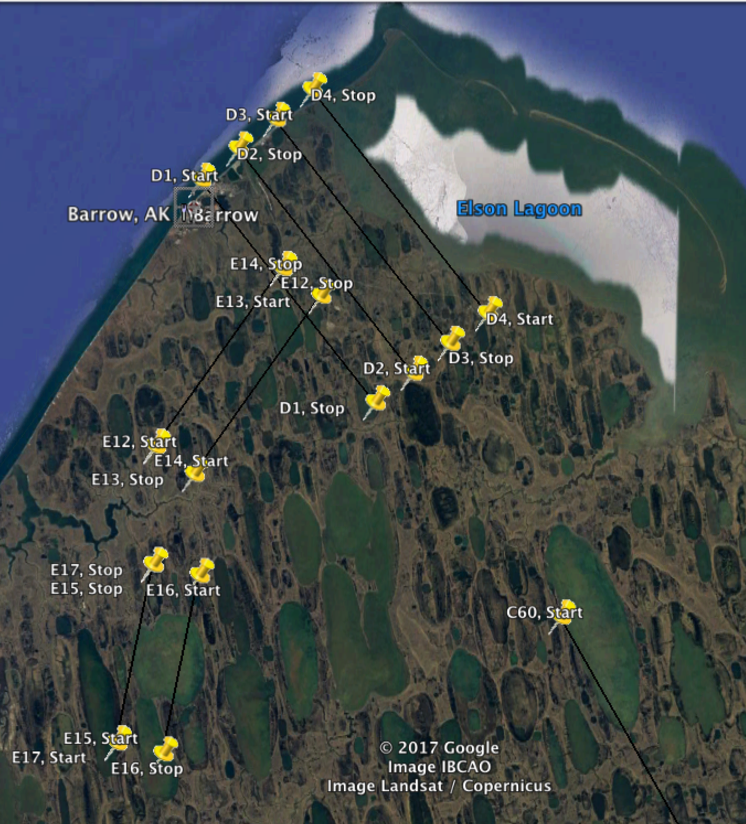 D4, Stop
D3, Start
D2, Stop
D1, Start
Barrow, AK
Barrow
Elson Lagoon
E14, Stop
E12, Stop
E13, Start
D4, Start
D3, Stop
D2, Start
D1, Stop
E12, Start
E14, Start
E13, Stop
E17, Stop
E15, Stop
E16, Start
C60, Start
E15, Start
E17, Start
E16, Stop
© 2017 Google
Image IBCAO
Image Landsat / Copernicus